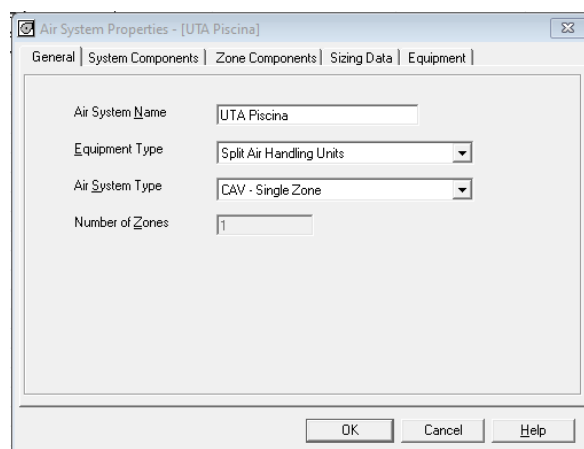 Air System Properties - [UTA Piscina]
General System Components Zone Components Sizing Data Equipment
Air System Name UTA Piscina
Equipment Type Split Air Handling Units
Air System Type CAV - Single Zone
Number of Zones 1
OK Cancel Help